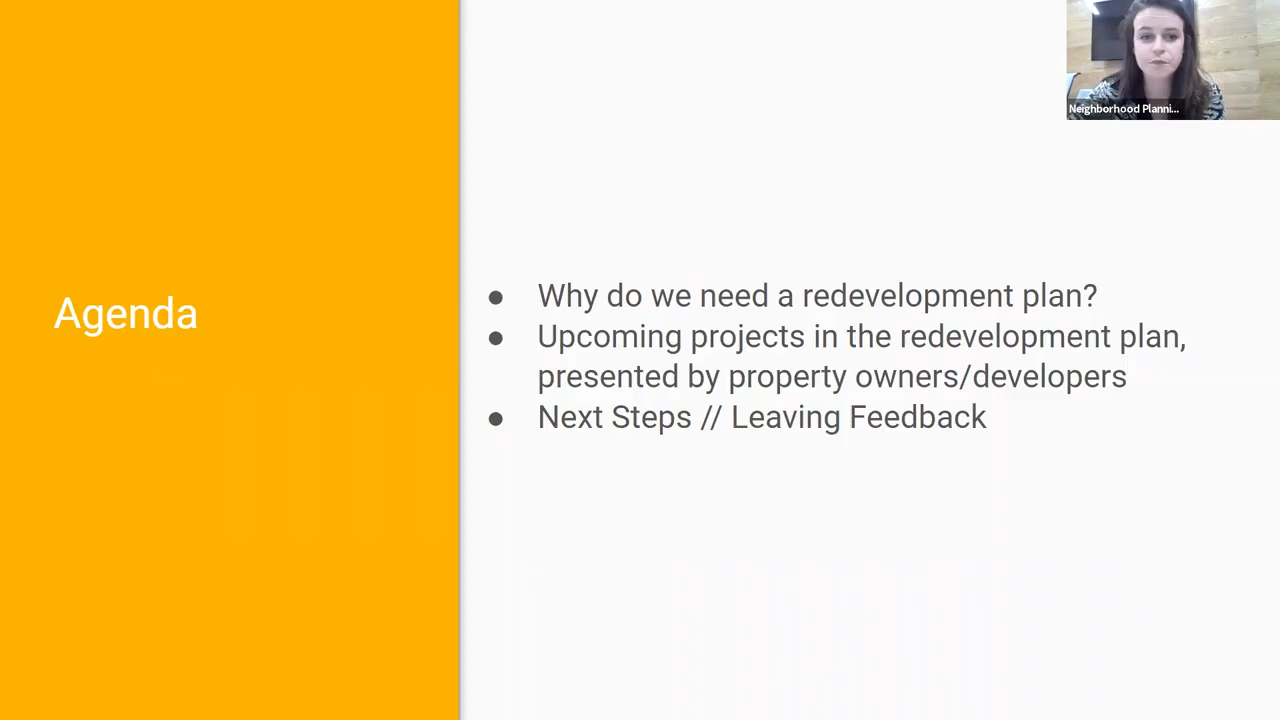 Neighborhood Planni...
Agenda
● Why do we need a redevelopment plan?
● Upcoming projects in the redevelopment plan,
presented by property owners/developers
● Next Steps // Leaving Feedback